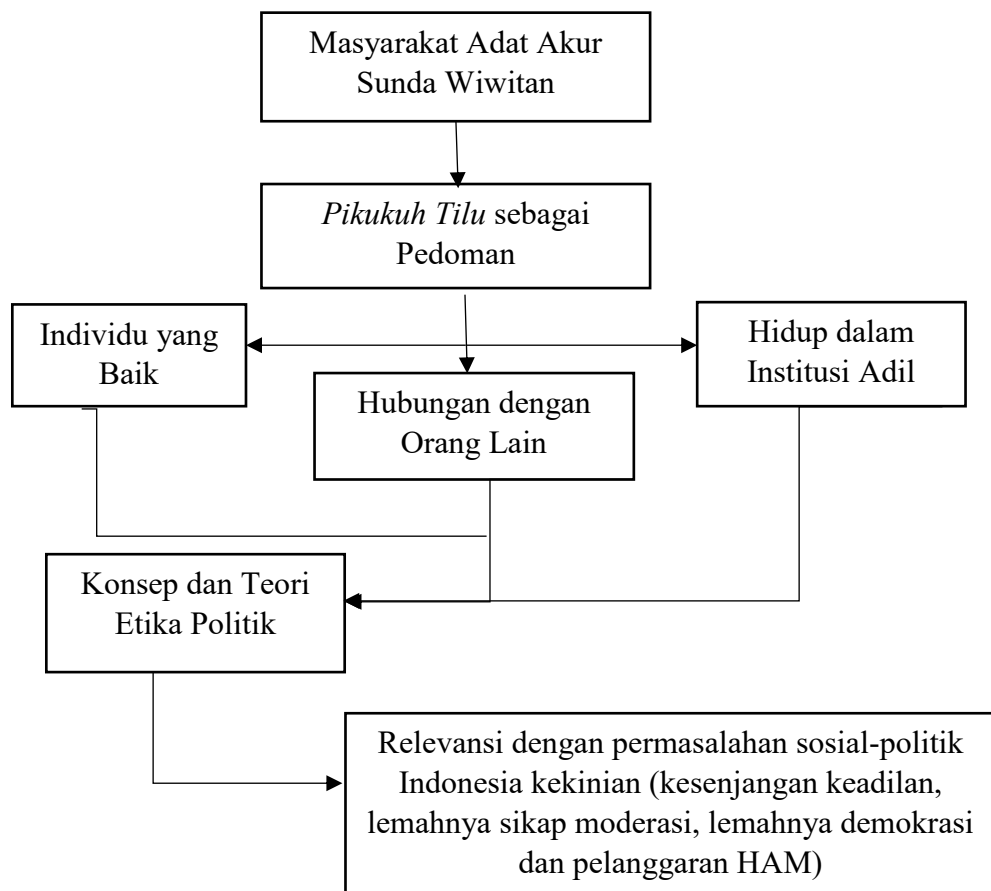 Masyarakat Adat Akur
Sunda Wiwitan
Pikukuh Tilu sebagai
Pedoman
Individu yang
Baik
Hubungan dengan
Orang Lain
Hidup dalam
Institusi Adil
Konsep dan Teori
Etika Politik
Relevansi dengan permasalahan sosial-politik
Indonesia kekinian (kesenjangan keadilan,
lemahnya sikap moderasi, lemahnya demokrasi
dan pelanggaran HAM)